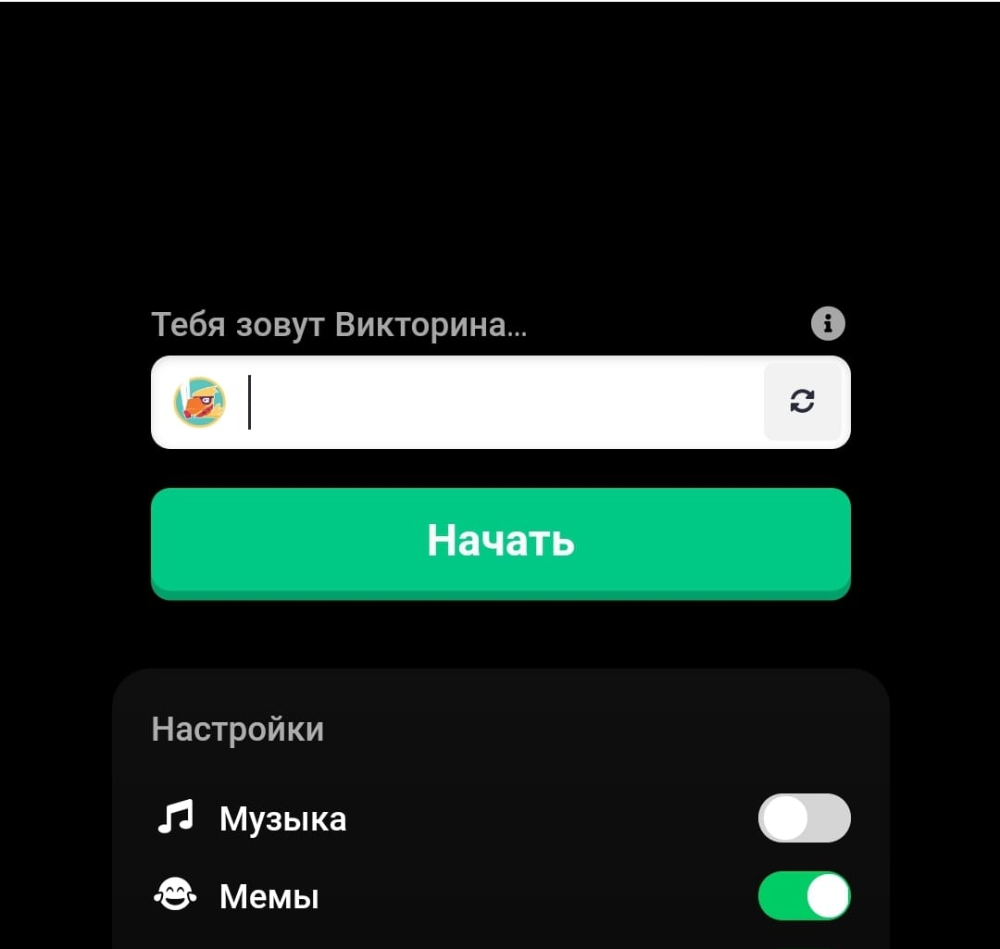 Тебя зовут Викторина...
Начать
Настройки
Музыка
Мемы